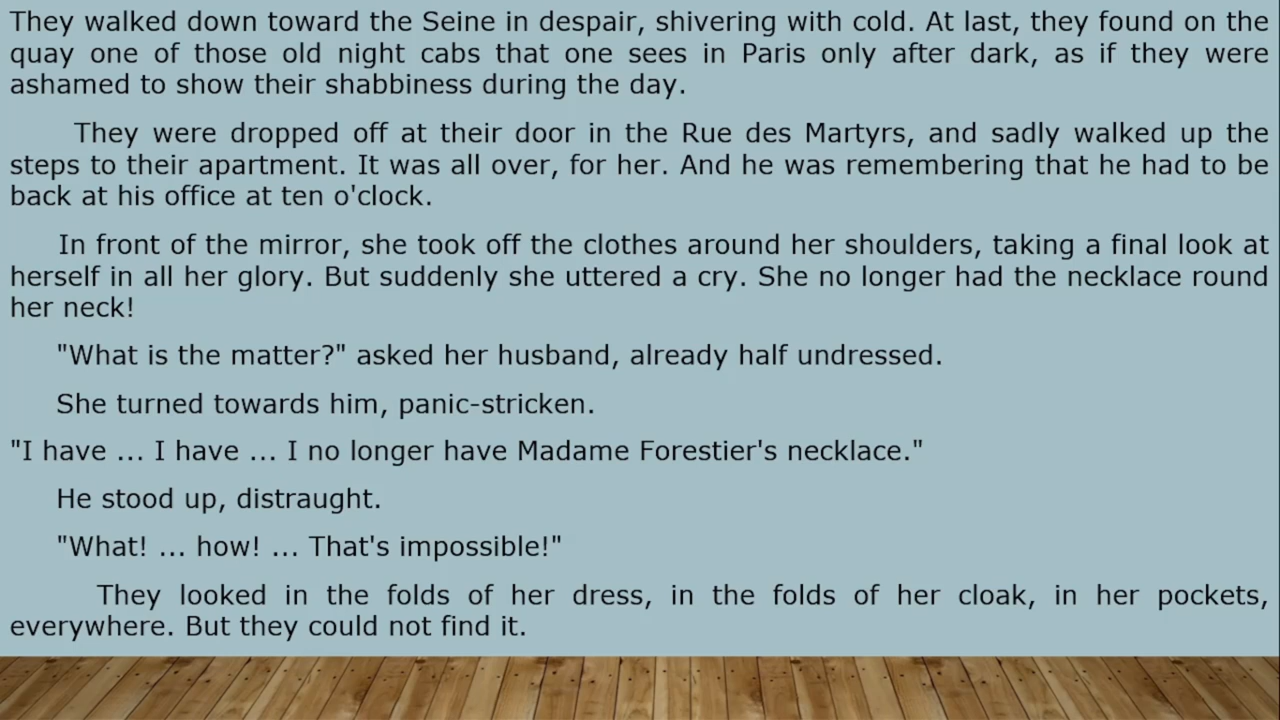 They walked down toward the Seine in despair, shivering with cold. At last, they found on the
quay one of those old night cabs that one sees in Paris only after dark, as if they were
ashamed to show their shabbiness during the day.
They were dropped off at their door in the Rue des Martyrs, and sadly walked up the
steps to their apartment. It was all over, for her. And he was remembering that he had to be
back at his office at ten o'clock.
In front of the mirror, she took off the clothes around her shoulders, taking a final look at
herself in all her glory. But suddenly she uttered a cry. She no longer had the necklace round
her neck!
"What is the matter?" asked her husband, already half undressed.
She turned towards him, panic-stricken.
"I have ... I have ... I no longer have Madame Forestier's necklace."
He stood up, distraught.
"What! ... how! ... That's impossible!"
They looked in the folds of her dress, in the folds of her cloak, in her pockets,
everywhere. But they could not find it.